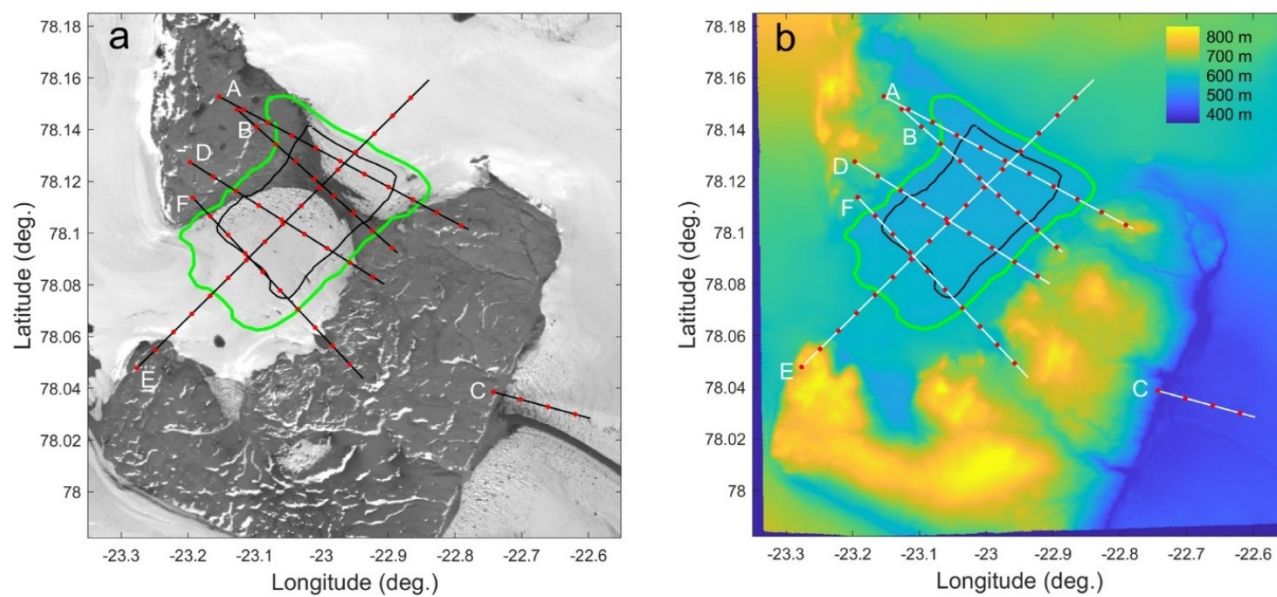 a
78.18
78.16
78.14
78.12
78.1
78.08
78.06
78.04
78.02
78
Latitude (deg.)
A
B
D
F
E
C
-23.3 -23.2 -23.1 -23 -22.9 -22.8 -22.7 -22.6
Longitude (deg.)
b
800 m
700 m
600 m
500 m
400 m
78.18
78.16
78.14
78.12
78.1
78.08
78.06
78.04
78.02
78
Latitude (deg.)
A
B
D
F
E
C
-23.3 -23.2 -23.1 -23 -22.9 -22.8 -22.7 -22.6
Longitude (deg.)